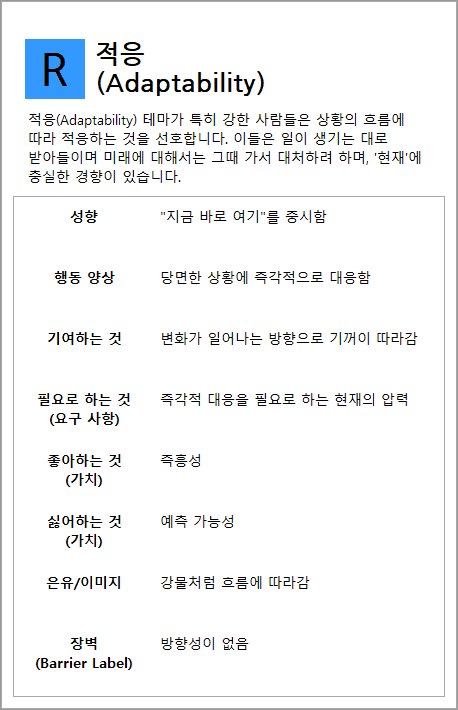 R
적응
(Adaptability)
적응(Adaptability) 테마가 특히 강한 사람들은 상황의 흐름에
따라 적응하는 것을 선호합니다. 이들은 일이 생기는 대로
받아들이며 미래에 대해서는 그때 가서 대처하려 하며, '현재'에
충실한 경향이 있습니다.
성향 "지금 바로 여기"를 중시함
행동 양상 당면한 상황에 즉각적으로 대응함
기여하는 것 변화가 일어나는 방향으로 기꺼이 따라감
필요로 하는 것 즉각적 대응을 필요로 하는 현재의 압력
(요구 사항)
좋아하는 것 즉흥성
(가치)
싫어하는 것 예측 가능성
(가치)
은유/이미지 강물처럼 흐름에 따라감
장벽 방향성이 없음
(Barrier Label)